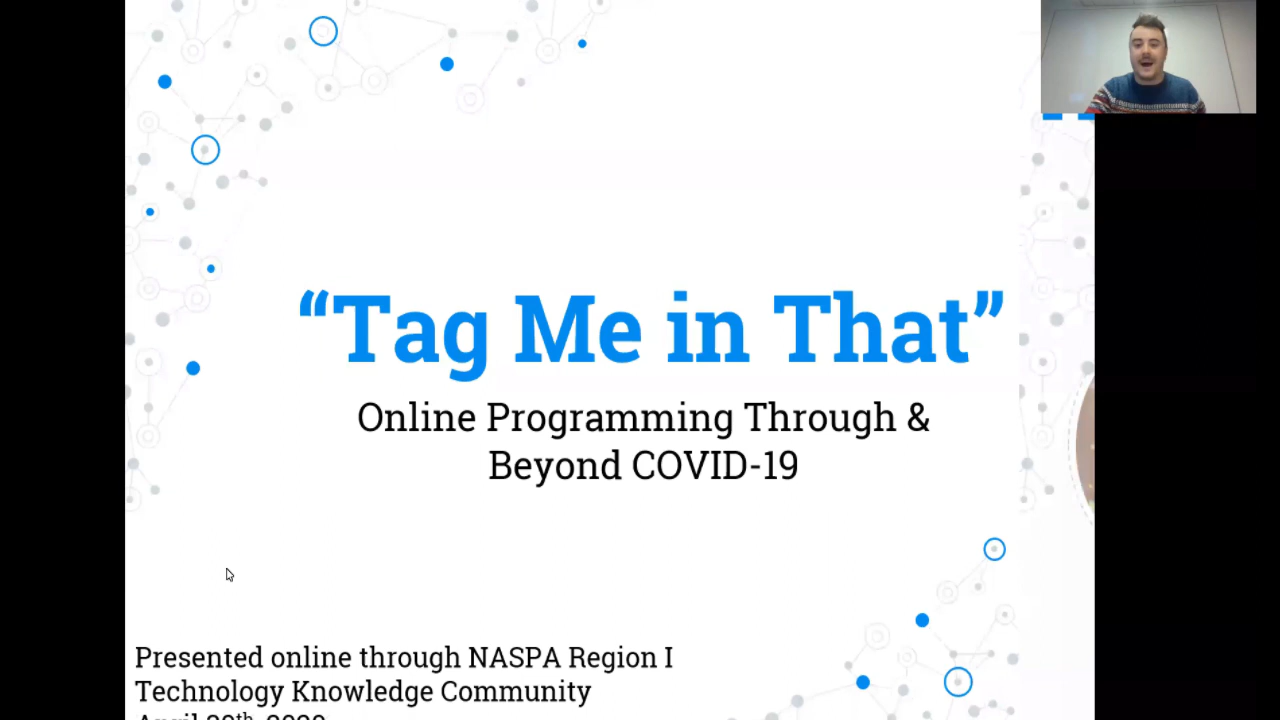 “Tag Me in That”
Online Programming Through &
Beyond COVID-19
Presented online through NASPA Region I
Technology Knowledge Community